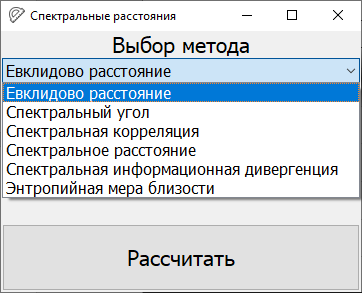 Спектральные расстояния
Выбор метода
Евклидово расстояние
Евклидово расстояние
Спектральный угол
Спектральная корреляция
Спектральное расстояние
Спектральная информационная дивергенция
Энтропийная мера близости
Рассчитать